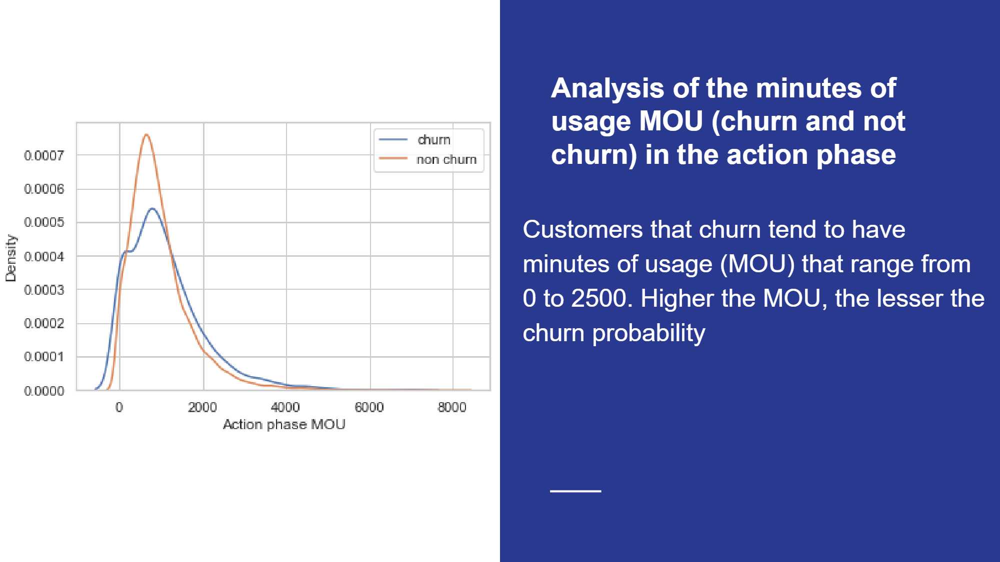 churn
non churn
0.0007
0.0006
0.0005
0.0004
0.0003
0.0002
0.0001
0.0000
Density
0
2000
4000
6000
8000
Action phase MOU
Analysis of the minutes of
usage MOU (churn and not
churn) in the action phase
Customers that churn tend to have
minutes of usage (MOU) that range from
0 to 2500. Higher the MOU, the lesser the
churn probability